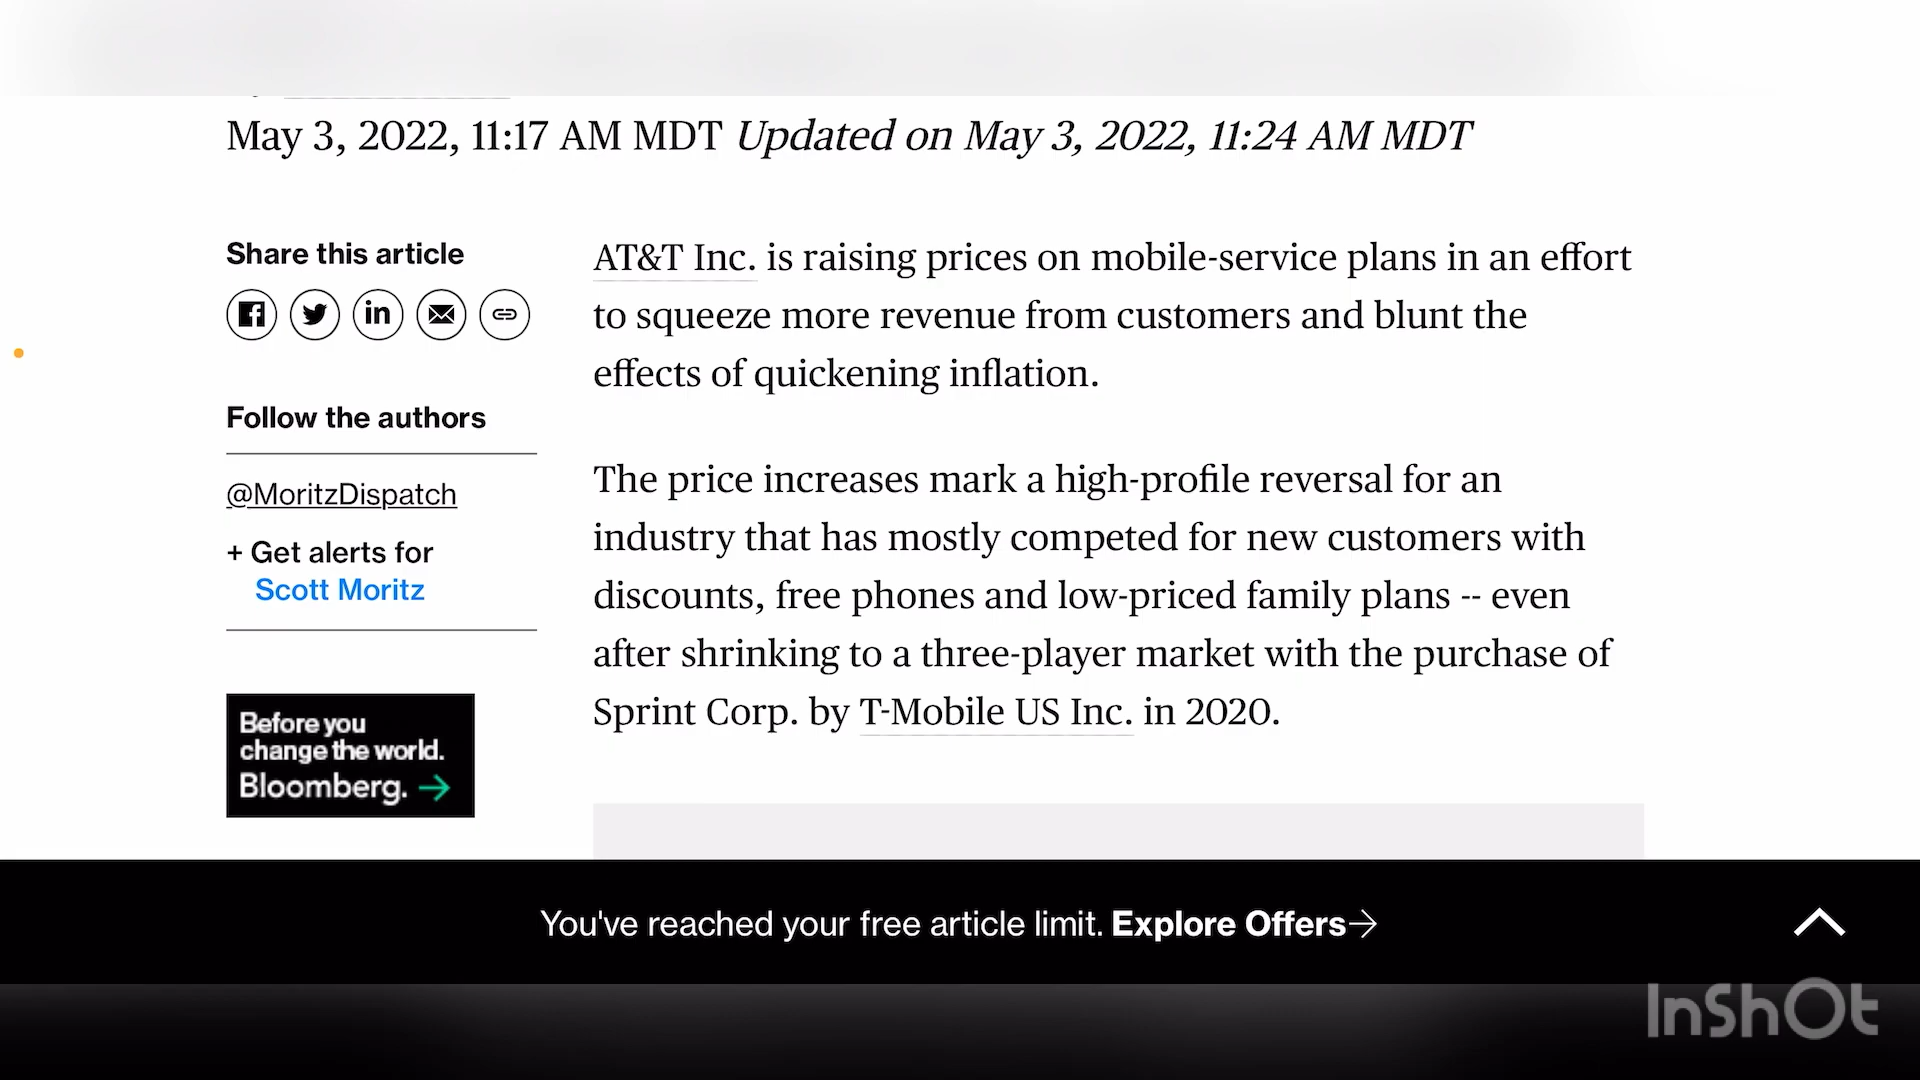 May 3, 2022, 11:17 AM MDT Updated on May 3, 2022, 11:24 AM MDT
Share this article
Follow the authors
@MoritzDispatch
+ Get alerts for
Scott Moritz
Before you
change the world.
Bloomberg. →
AT&T Inc. is raising prices on mobile-service plans in an effort
to squeeze more revenue from customers and blunt the
effects of quickening inflation.
The price increases mark a high-profile reversal for an
industry that has mostly competed for new customers with
discounts, free phones and low-priced family plans -- even
after shrinking to a three-player market with the purchase of
Sprint Corp. by T-Mobile US Inc. in 2020.
You've reached your free article limit. Explore Offers→
InShOt